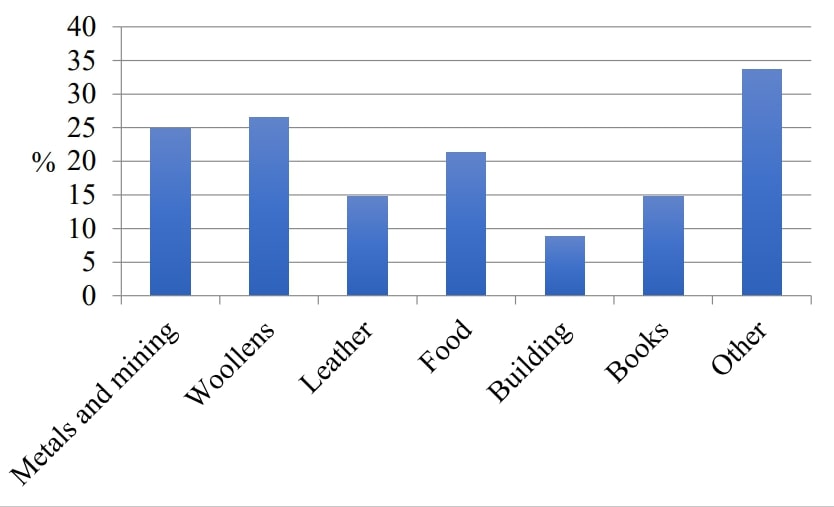 40
35
30
25
% 20
15
10
5
0
Metals and mining
Woollens
Leather
Food
Building
Books
Other